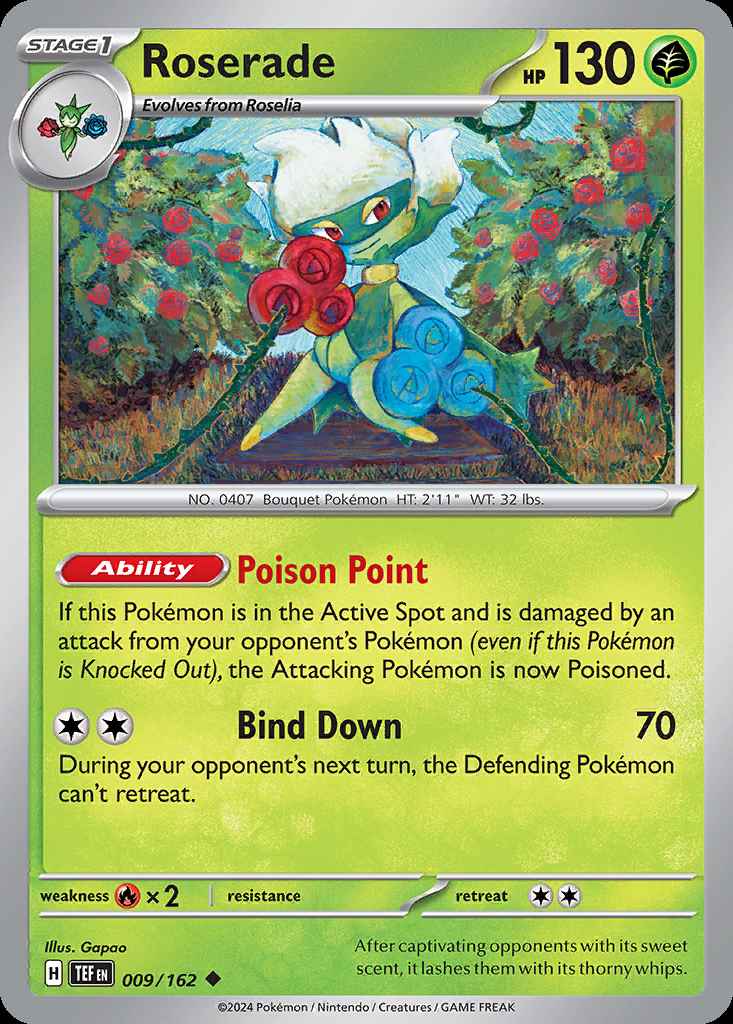 STAGE1
Roserade
HP 130
Evolves from Roselia
NO. 0407 Bouquet Pokémon HT: 2'11" WT: 32 lbs.
Ability Poison Point
If this Pokémon is in the Active Spot and is damaged by an
attack from your opponent's Pokémon (even if this Pokémon
is Knocked Out), the Attacking Pokémon is now Poisoned.
Bind Down 70
During your opponent's next turn, the Defending Pokémon
can't retreat.
weakness ×2 resistance retreat
Illus. Gapao
After captivating opponents with its sweet
scent, it lashes them with its thorny whips.
H TEF EN 009/162
©2024 Pokémon / Nintendo / Creatures / GAME FREAK